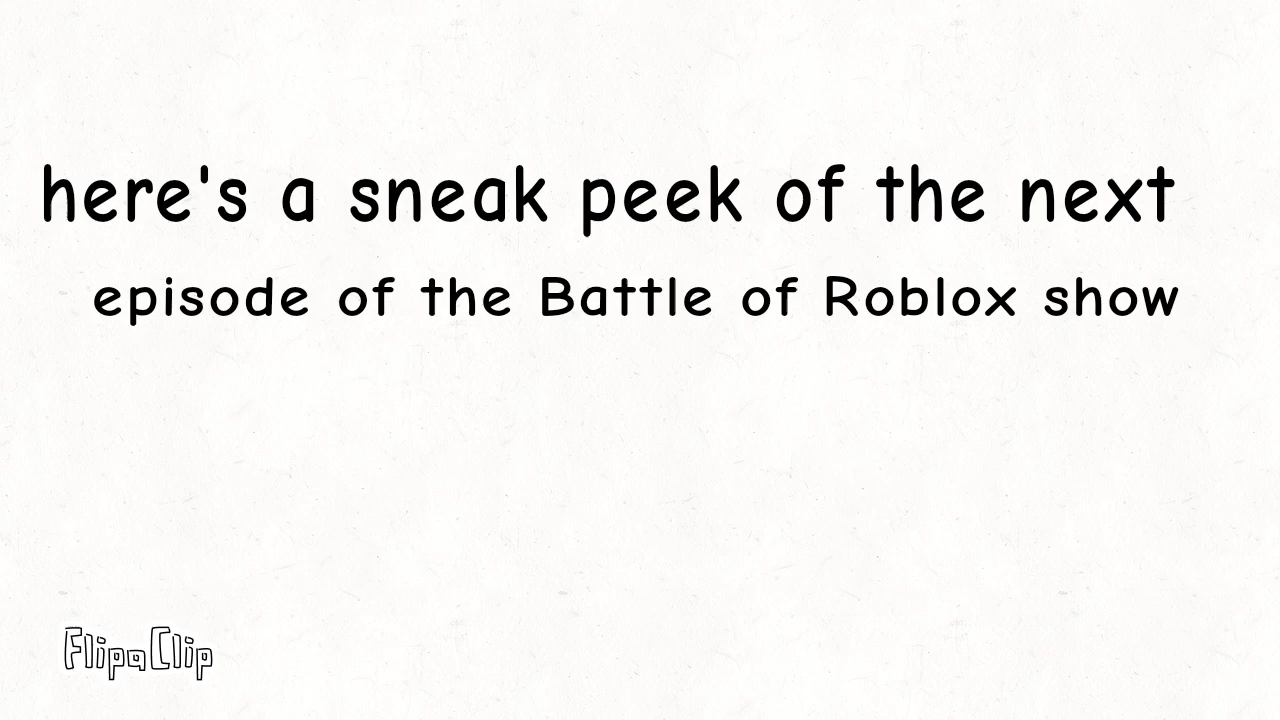 here's a sneak peek of the next
episode of the Battle of Roblox show
FlipaClip